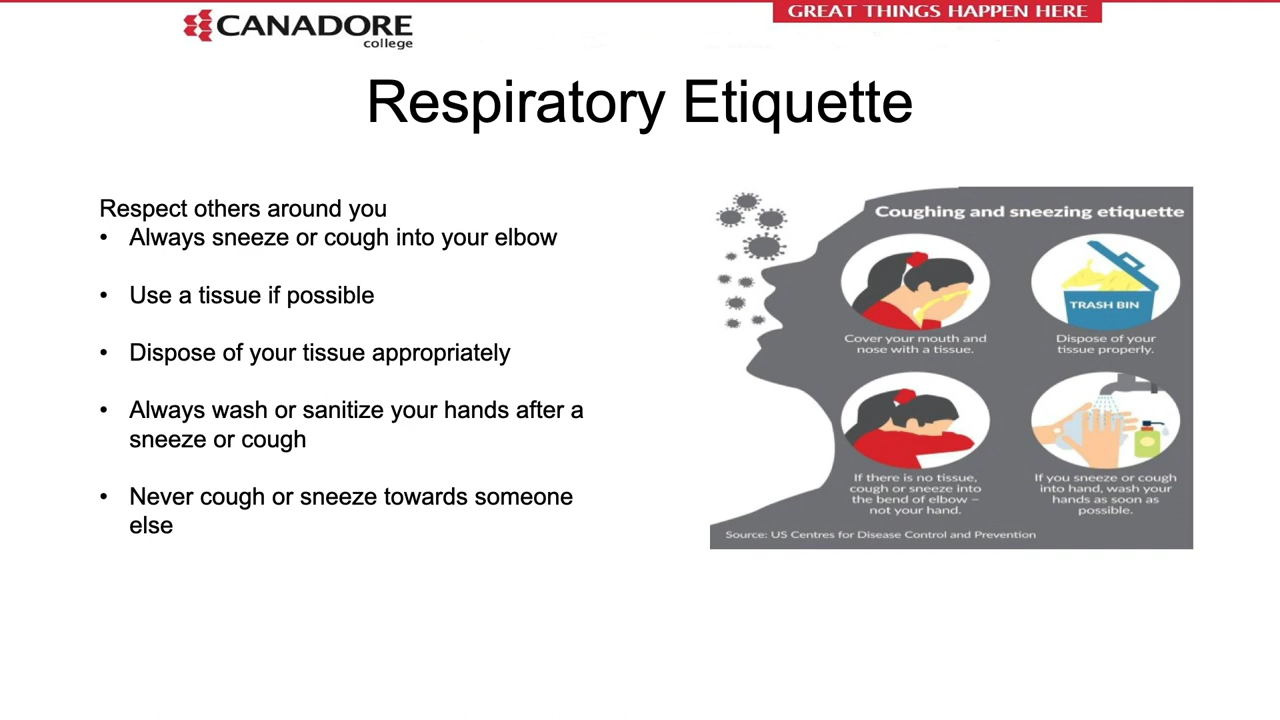 CANADORE
college
GREAT THINGS HAPPEN HERE
Respiratory Etiquette
Respect others around you
• Always sneeze or cough into your elbow
• Use a tissue if possible
• Dispose of your tissue appropriately
• Always wash or sanitize your hands after a
sneeze or cough
• Never cough or sneeze towards someone
else
Coughing and sneezing etiquette
Cover your mouth and
nose with a tissue.
TRASH BIN
Dispose of your
tissue properly.
If there is no tissue,
cough or sneeze into
the bend of elbow –
not your hand.
If you sneeze or cough
into hand, wash your
hands as soon as
possible.
Source: US Centres for Disease Control and Prevention